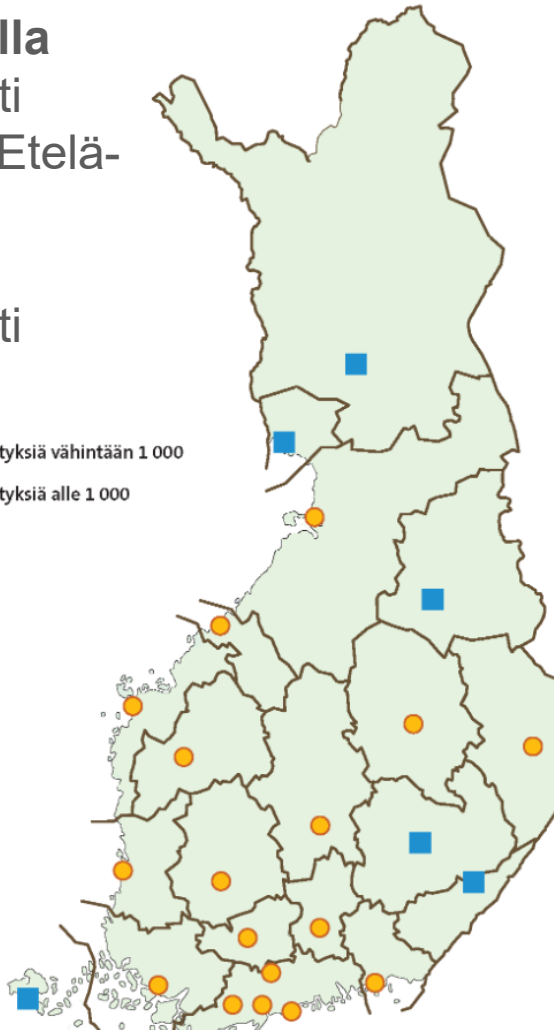 lla
ti
Etelä-
ti
tyksiä vähintään 1 000
tyksiä alle 1 000